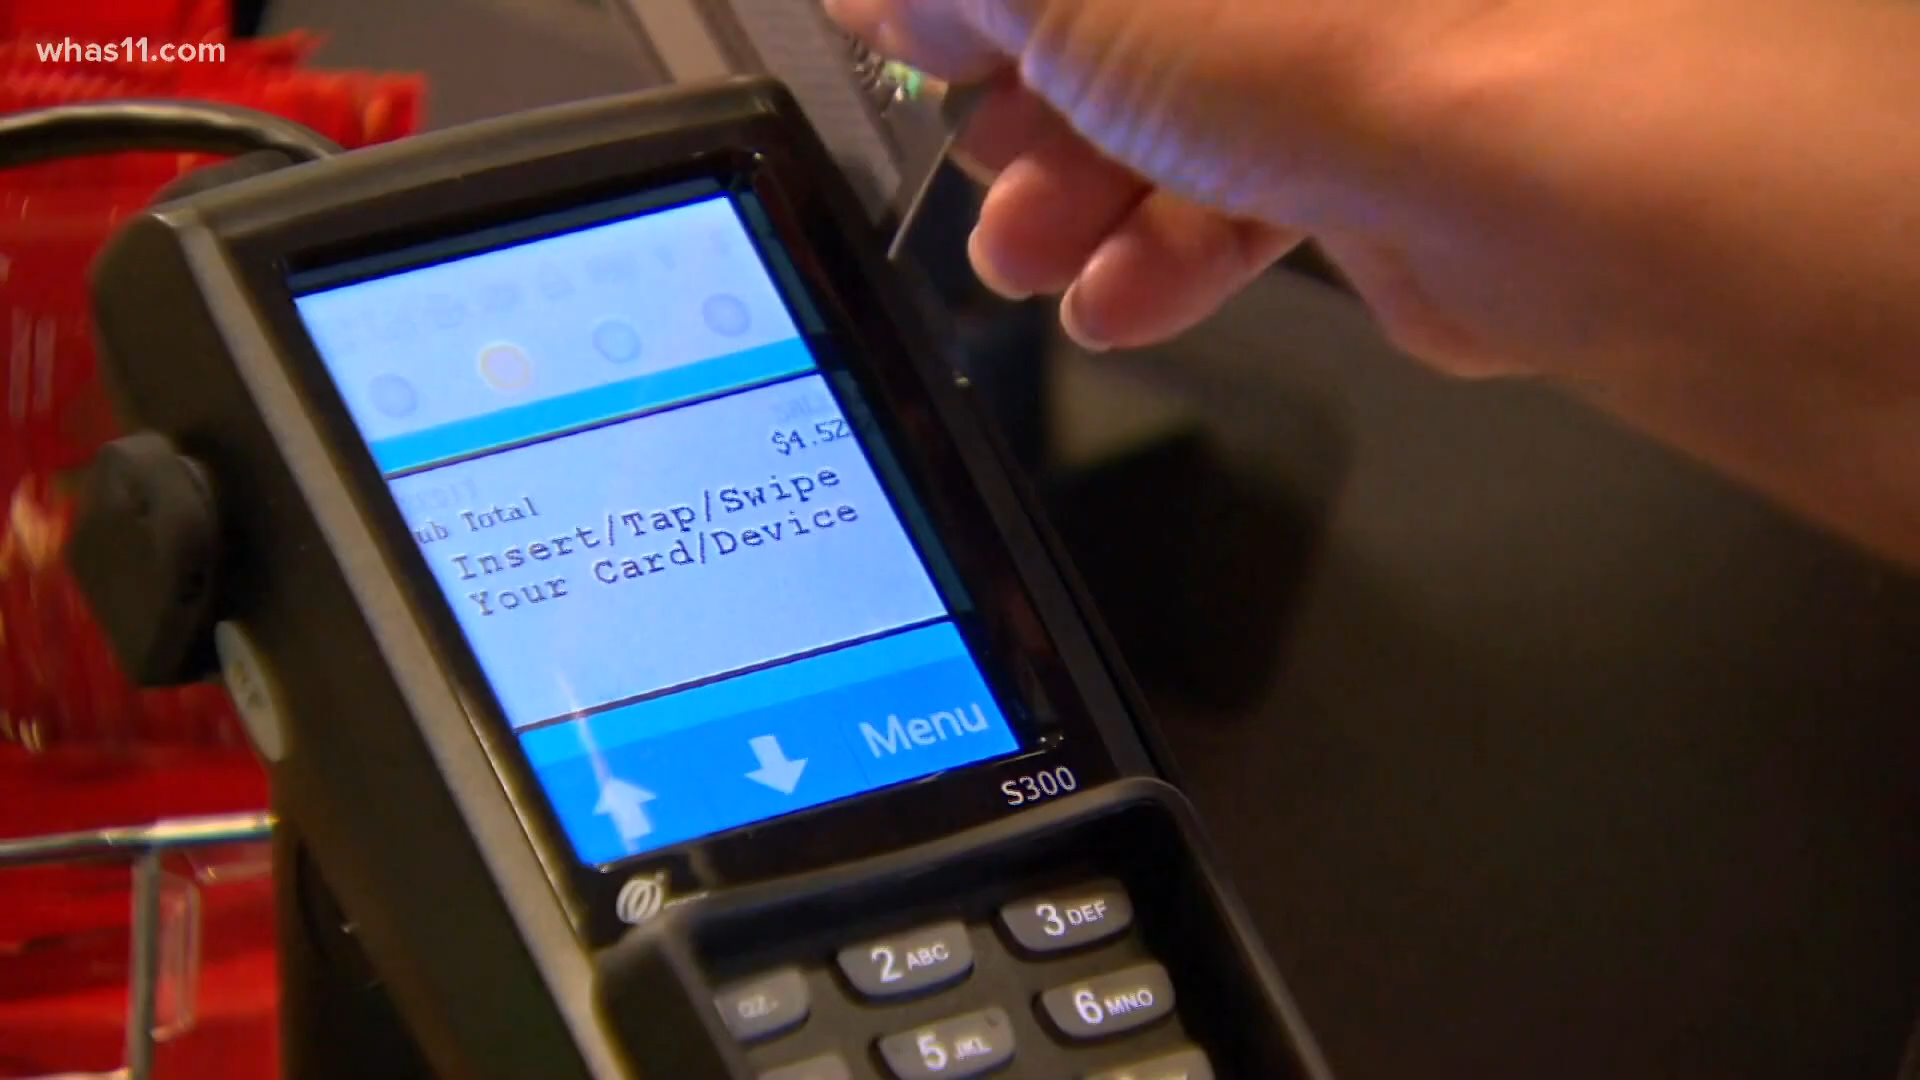 whas11.com
$4.52
ub Total
Insert/Tap/Swipe
Your Card/Device
Menu
S300
2 ABC
3 DEF
5 JKL
6 MNO